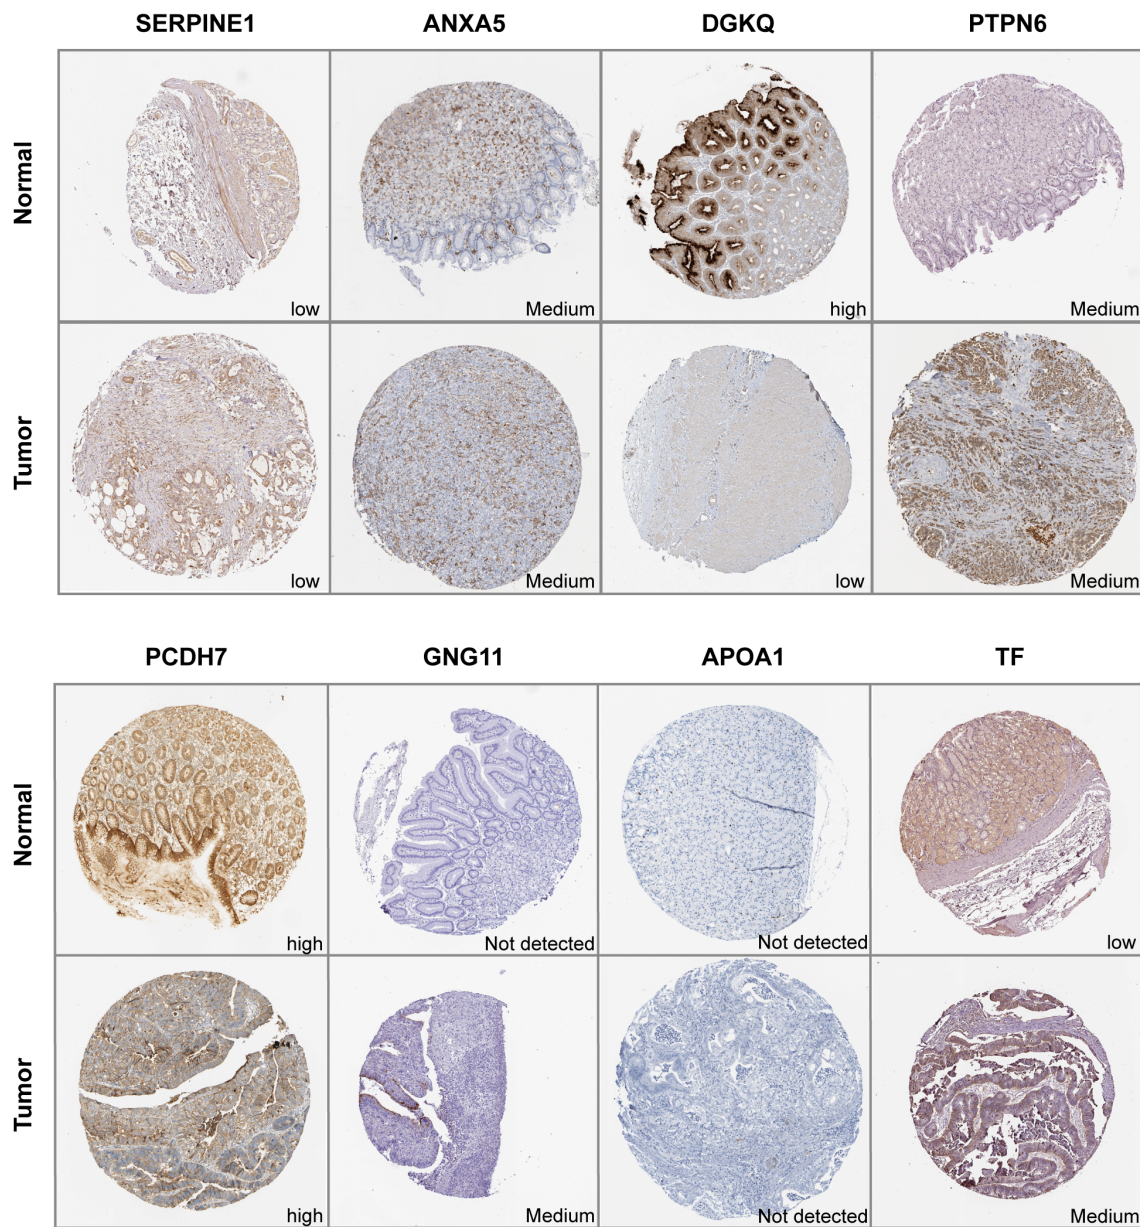 SERPINE1 ANXA5 DGKQ PTPN6
Normal
low Medium high Medium
Tumor
low Medium low Medium
PCDH7 GNG11 APOA1 TF
Normal
high Not detected Not detected low
Tumor
high Medium Not detected Medium